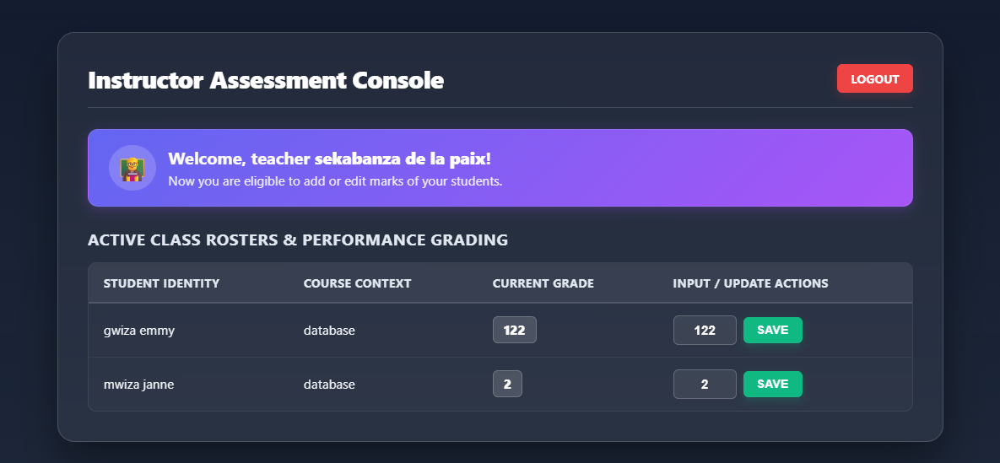 Instructor Assessment Console
LOGOUT
Welcome, teacher sekabanza de la paix!
Now you are eligible to add or edit marks of your students.
ACTIVE CLASS ROSTERS & PERFORMANCE GRADING
STUDENT IDENTITY COURSE CONTEXT CURRENT GRADE INPUT / UPDATE ACTIONS
gwiza emmy database 122 122 SAVE
mwiza janne database 2 2 SAVE